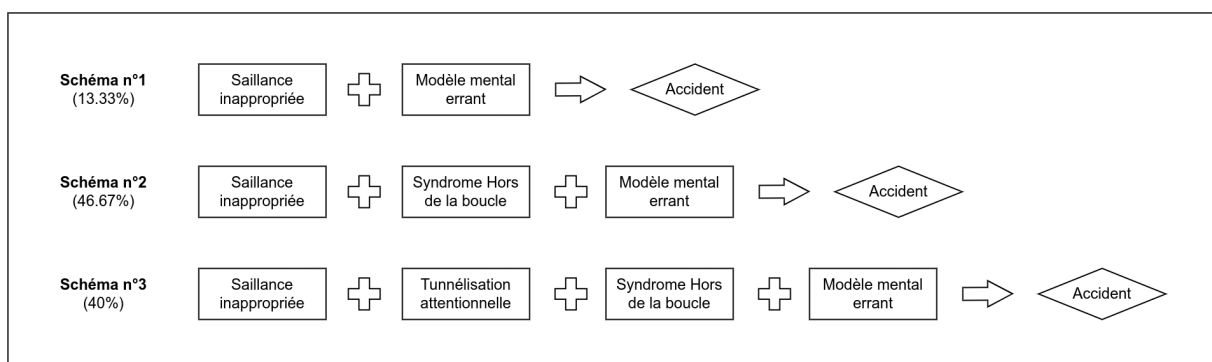 Schéma n°1
(13.33%)
Saillance
inappropriée
Modèle mental
errant
Accident
Schéma n°2
(46.67%)
Saillance
inappropriée
Syndrome Hors
de la boucle
Modèle mental
errant
Accident
Schéma n°3
(40%)
Saillance
inappropriée
Tunnélisation
attentionnelle
Syndrome Hors
de la boucle
Modèle mental
errant
Accident